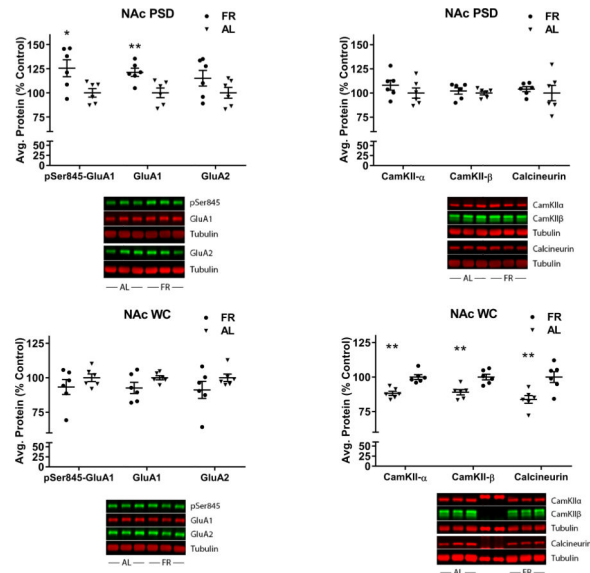 NAc PSD
FR
AL
Avg. Protein (% Control)
150
125
100
75
50
25
0
*
**
pSer845-GluA1
GluA1
GluA2
pSer845
GluA1
Tubulin
GluA2
Tubulin
AL
FR
NAc PSD
FR
AL
Avg. Protein (% Control)
150
125
100
75
50
25
0
CamKII-α
CamKII-β
Calcineurin
CamKIIα
CamKIIβ
Tubulin
Calcineurin
Tubulin
AL
FR
NAc WC
FR
AL
Avg. Protein (% Control)
125
100
75
50
25
0
pSer845-GluA1
GluA1
GluA2
pSer845
GluA1
GluA2
Tubulin
AL
FR
NAc WC
FR
AL
Avg. Protein (% Control)
125
100
75
50
25
0
**
**
**
CamKII-α
CamKII-β
Calcineurin
CamKIIα
CamKIIβ
Tubulin
Calcineurin
Tubulin
AL
FR